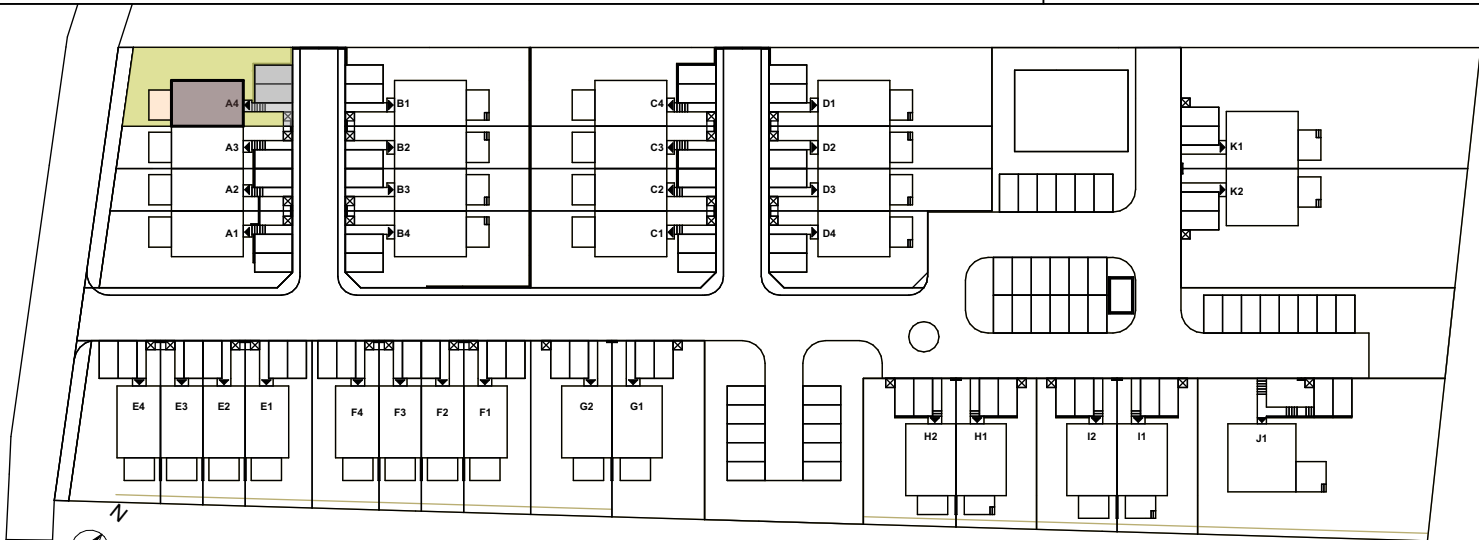 A4 B1 C4 D1
A3 B2 C3 D2 K1
A2 B3 C2 D3 K2
A1 B4 C1 D4
E4 E3 E2 E1 F4 F3 F2 F1 G2 G1
H2 H1 I2 I1 J1
N